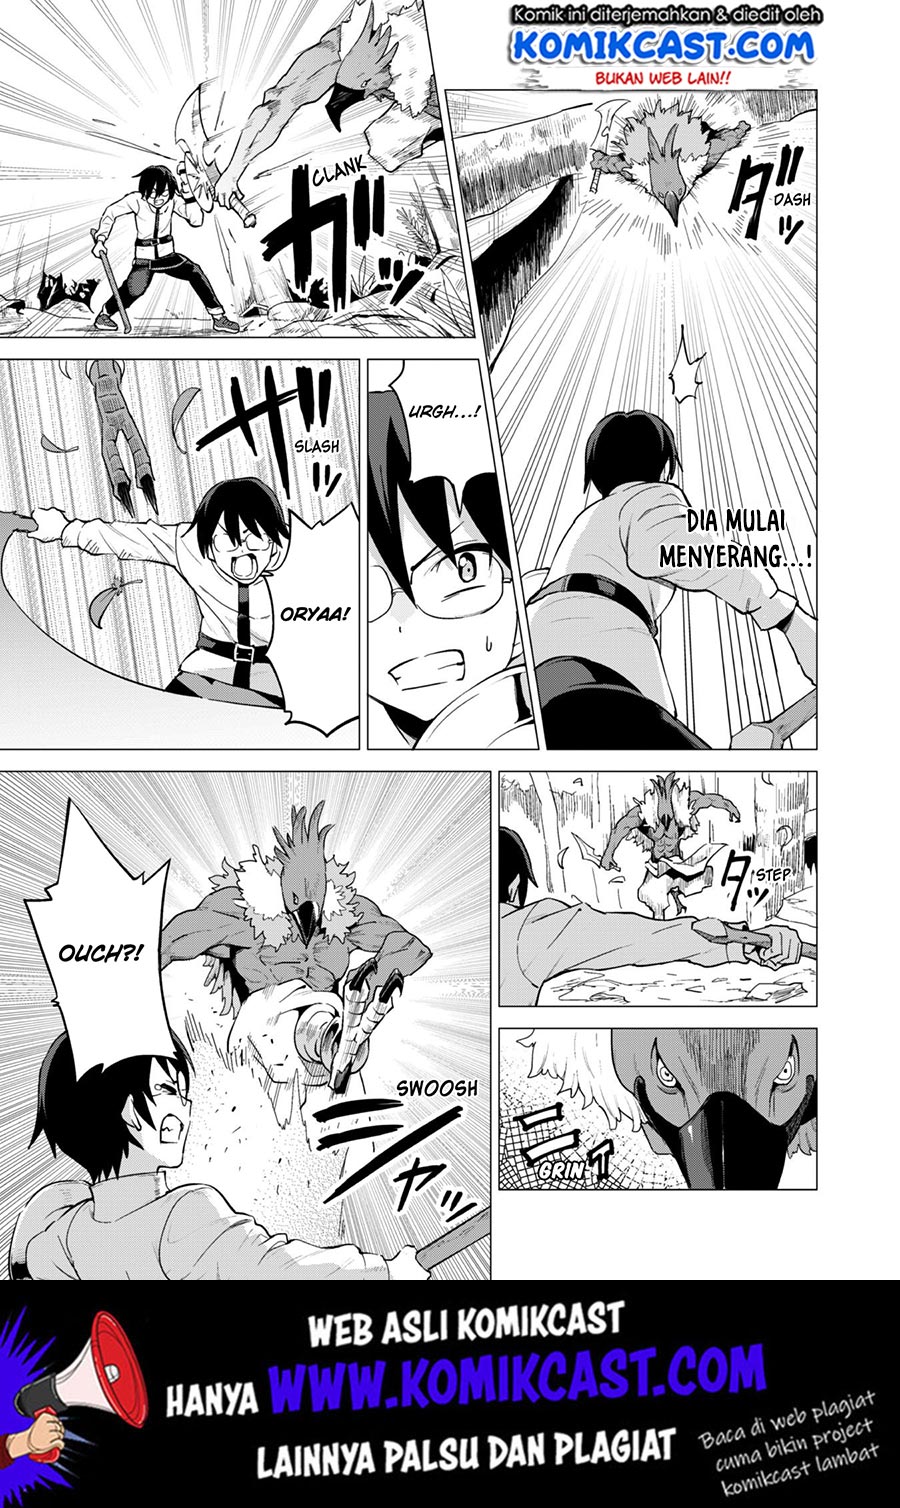 Komik ini diterjemahkan & diedit oleh
KOMIKCAST.COM
BUKAN WEB LAIN!!
ダッ
DASH
DIA MULAI
MENYERANG...!
CLANK
ガッ
URGH...!
ザッ
SLASH
ORYAA!
ダッ
STEP
ニイ
GRIN
OUCH?!
SWOOSH
シャッ
WEB ASLI KOMIKCAST
HANYA WWW.KOMIKCAST.COM
LAINNYA PALSU DAN PLAGIAT
Baca di web plagiat
cuma bikin project
komikcast lambat